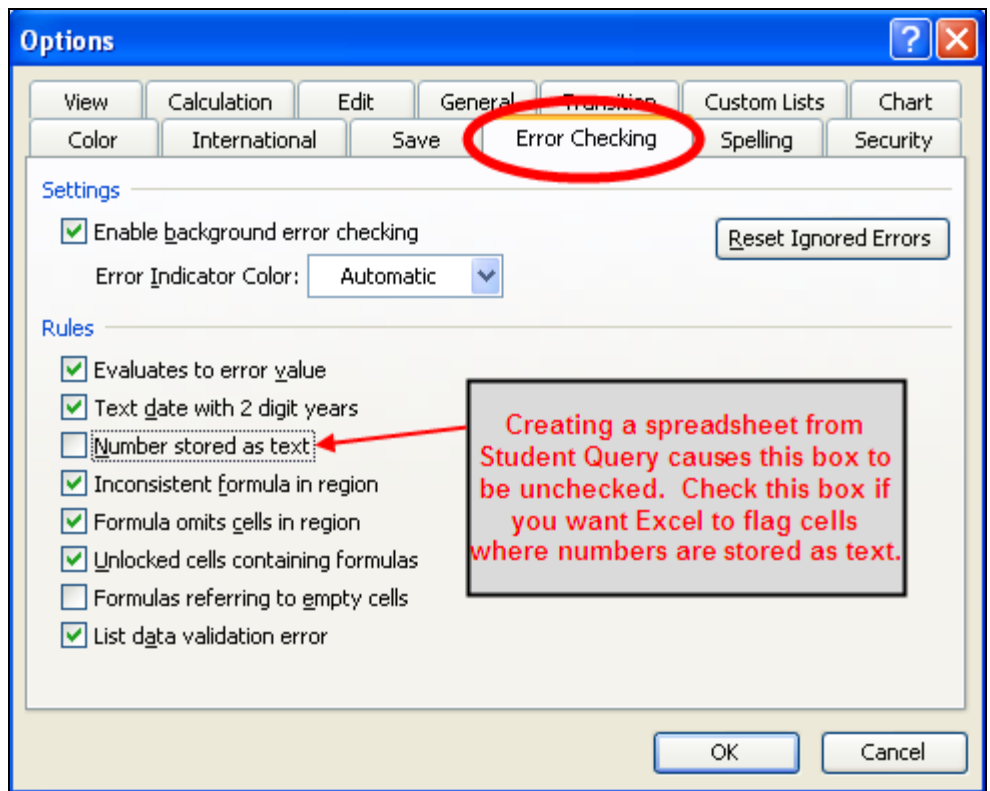 Options
View Calculation Edit General Transition Custom Lists Chart
Color International Save Error Checking Spelling Security
Settings
Enable background error checking
Reset Ignored Errors
Error Indicator Color: Automatic
Rules
Evaluates to error value
Text date with 2 digit years
Number stored as text
Inconsistent formula in region
Formula omits cells in region
Unlocked cells containing formulas
Formulas referring to empty cells
List data validation error
Creating a spreadsheet from
Student Query causes this box to
be unchecked. Check this box if
you want Excel to flag cells
where numbers are stored as text.
OK Cancel